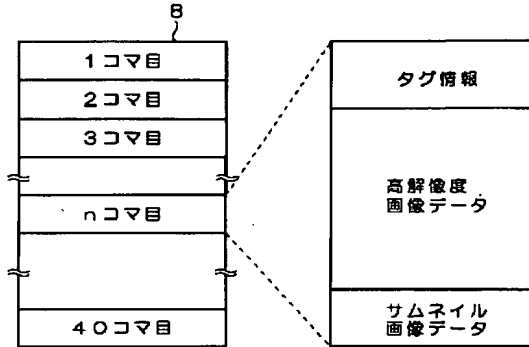 8
1コマ目
2コマ目
3コマ目
nコマ目
40コマ目
タグ情報
高解像度
画像データ
サムネイル
画像データ